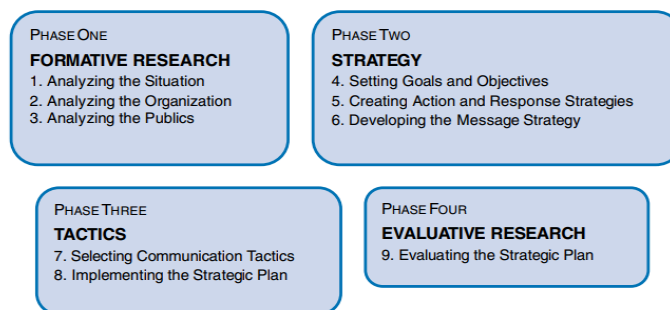 PHASE ONE
FORMATIVE RESEARCH
1. Analyzing the Situation
2. Analyzing the Organization
3. Analyzing the Publics
PHASE TWO
STRATEGY
4. Setting Goals and Objectives
5. Creating Action and Response Strategies
6. Developing the Message Strategy
PHASE THREE
TACTICS
7. Selecting Communication Tactics
8. Implementing the Strategic Plan
PHASE FOUR
EVALUATIVE RESEARCH
9. Evaluating the Strategic Plan